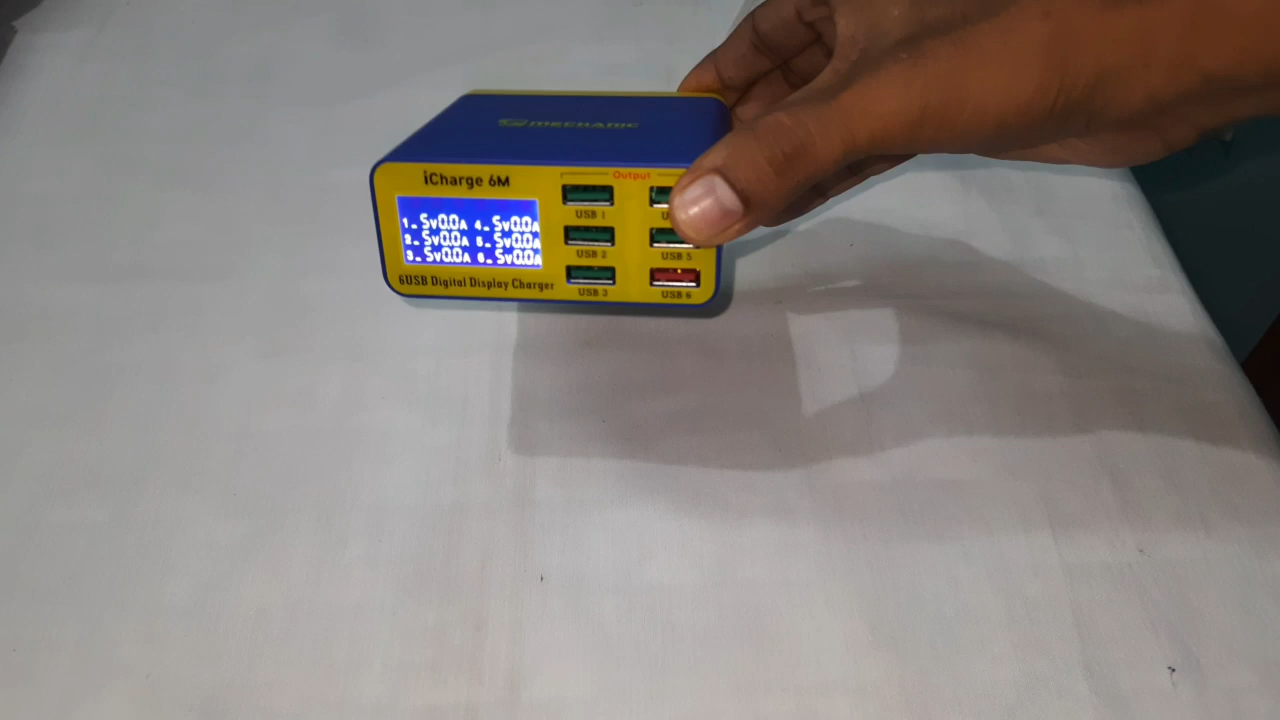 MECHANIC
iCharge 6M
Output
1- 5v0.0A 4- 5v0.0A
2- 5v0.0A 5- 5v0.0A
3- 5v0.0A 6- 5v0.0A
6USB Digital Display Charger
USB 1
U
USB 2
USB 5
USB 3
USB 6